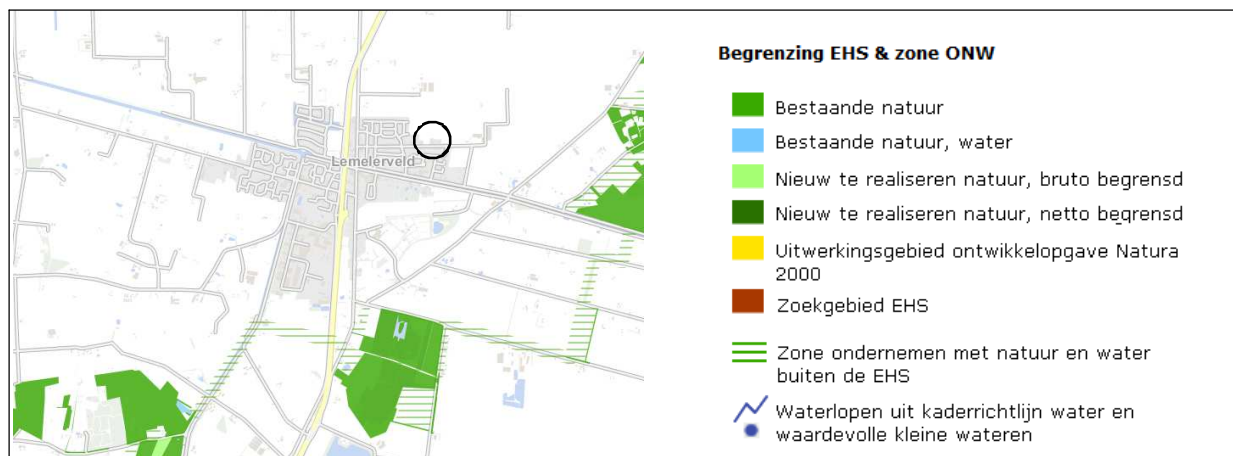 Lemelerveld
Begrenzing EHS & zone ONW
Bestaande natuur
Bestaande natuur, water
Nieuw te realiseren natuur, bruto begrensd
Nieuw te realiseren natuur, netto begrensd
Uitwerkingsgebied ontwikkelopgave Natura
2000
Zoekgebied EHS
Zone ondernemen met natuur en water
buiten de EHS
Waterlopen uit kaderrichtlijn water en
waardevolle kleine wateren